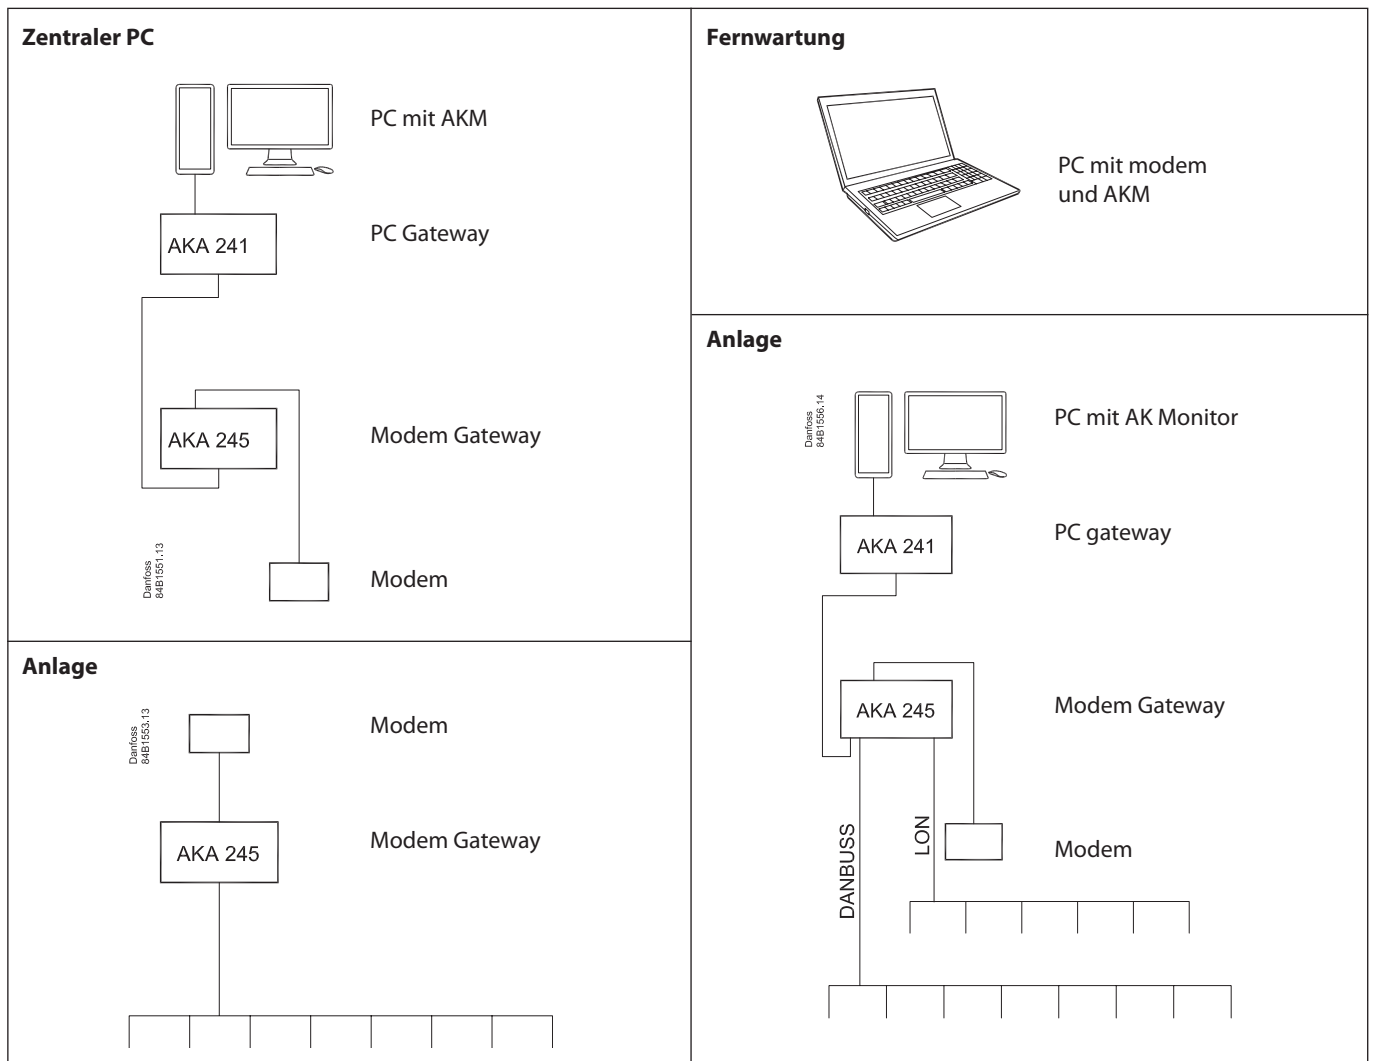 Zentraler PC
PC mit AKM
AKA 241
PC Gateway
AKA 245
Modem Gateway
Danfoss
84B1551.13
Modem
Anlage
Danfoss
84B1553.13
Modem
AKA 245
Modem Gateway
Fernwartung
PC mit modem
und AKM
Anlage
Danfoss
84B1556.14
PC mit AK Monitor
AKA 241
PC gateway
AKA 245
Modem Gateway
DANBUSS
LON
Modem